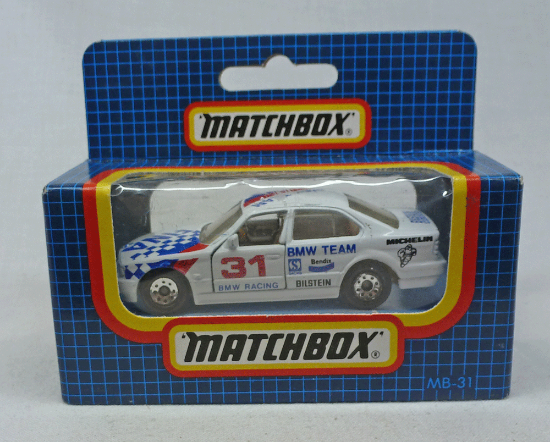 MATCHBOX®
BMW TEAM
MICHELIN
31
S
Bendix
BMW RACING
BILSTEIN
MATCHBOX®
MB-31